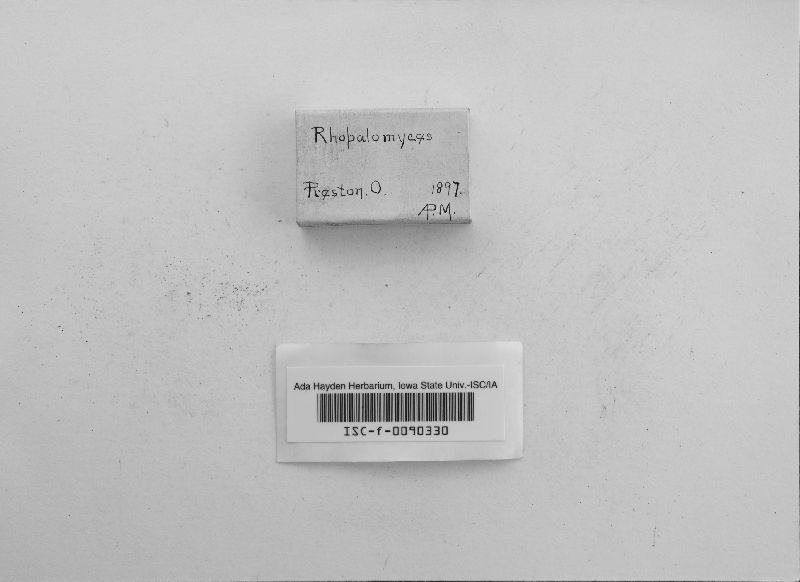 Rhopalomyces
Preston. O. 1897.
A.P.M.
Ada Hayden Herbarium, Iowa State Univ.-ISC/IA
ISC-f-0090330